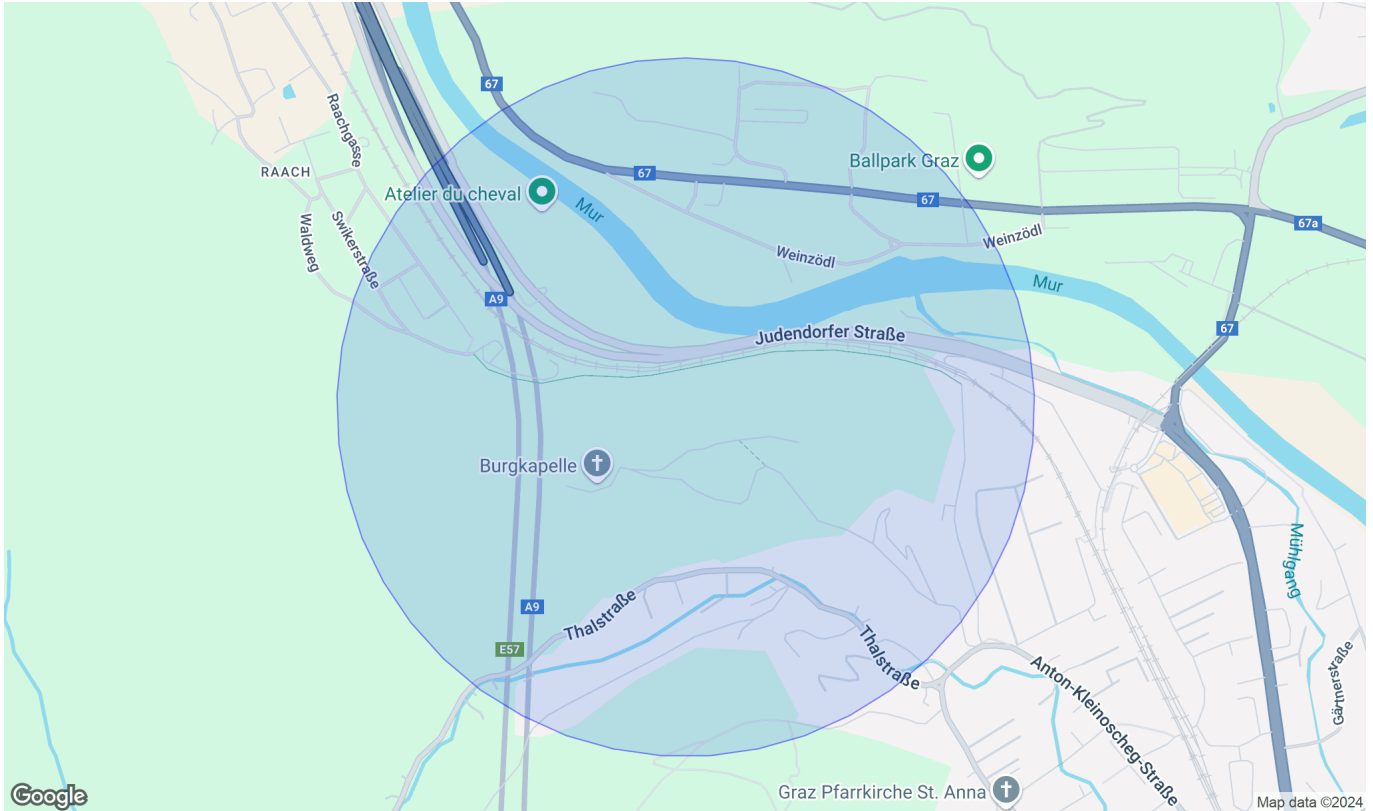 67
Raachgasse
RAACH
Atelier du cheval
67
Ballpark Graz
67
Mur
Waldweg
Swikerstraße
Weinzödl
Weinzödl
67a
Mur
A9
67
Judendorfer Straße
Burgkapelle
Mühlgang
A9
Thalstraße
E57
Thalstraße
Anton-Kleinoscheg-Straße
Gärtnerstraße
Graz Pfarrkirche St. Anna
Google
Map data ©2024